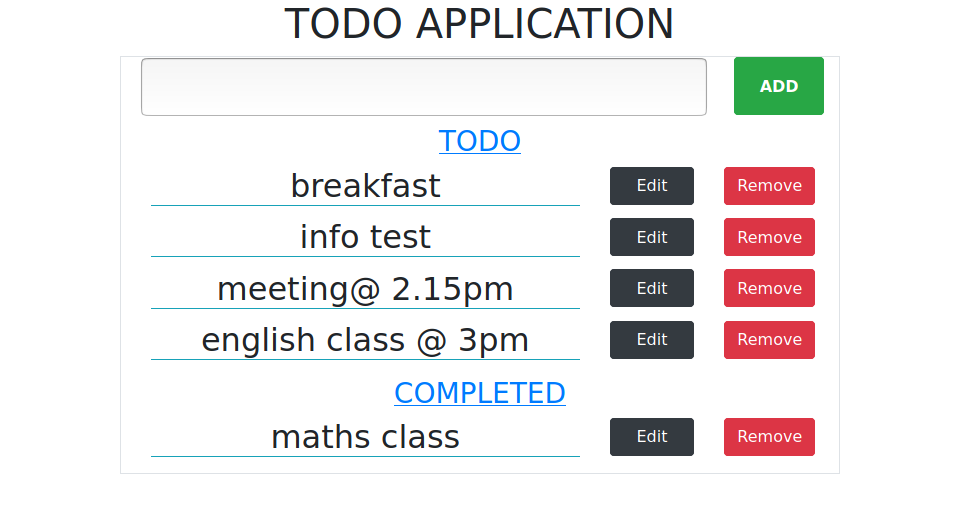 TODO APPLICATION
ADD
TODO
breakfast Edit Remove
info test Edit Remove
meeting@ 2.15pm Edit Remove
english class @ 3pm Edit Remove
COMPLETED
maths class Edit Remove